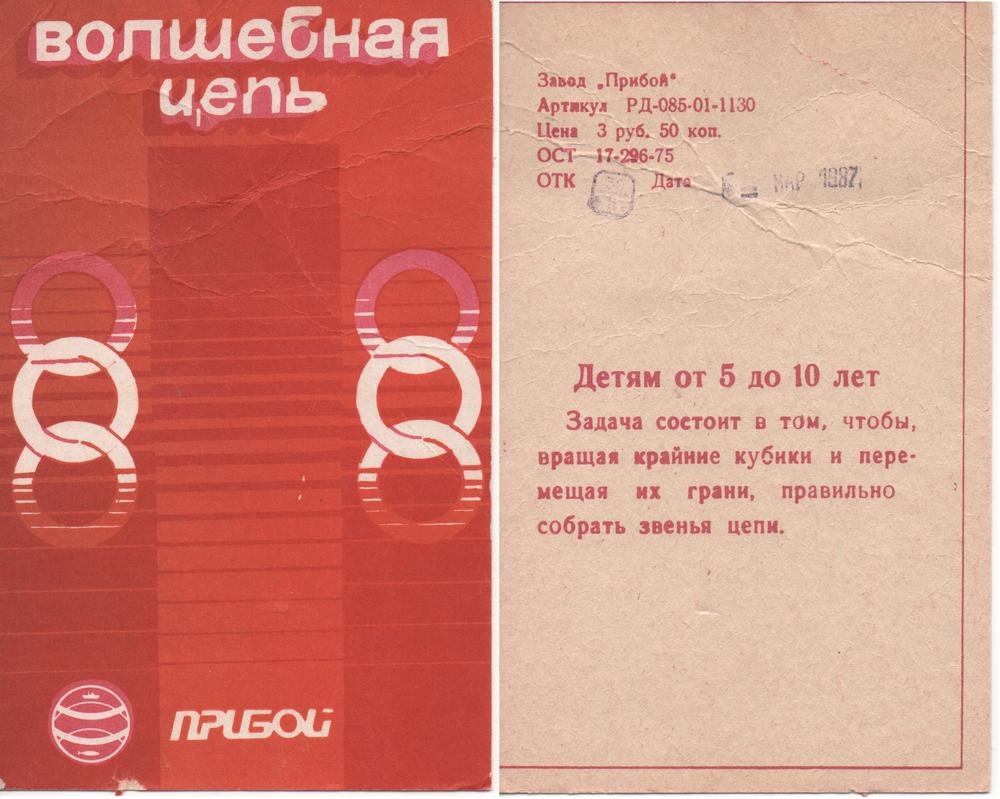 волшебная
цепь
ПРИБОЙ
Завод „Прибой“
Артикул РД-085-01-1130
Цена 3 руб. 50 коп.
ОСТ 17-296-75
ОТК Дата МАР 1987
Детям от 5 до 10 лет
Задача состоит в том, чтобы,
вращая крайние кубики и пере-
мещая их грани, правильно
собрать звенья цепи.